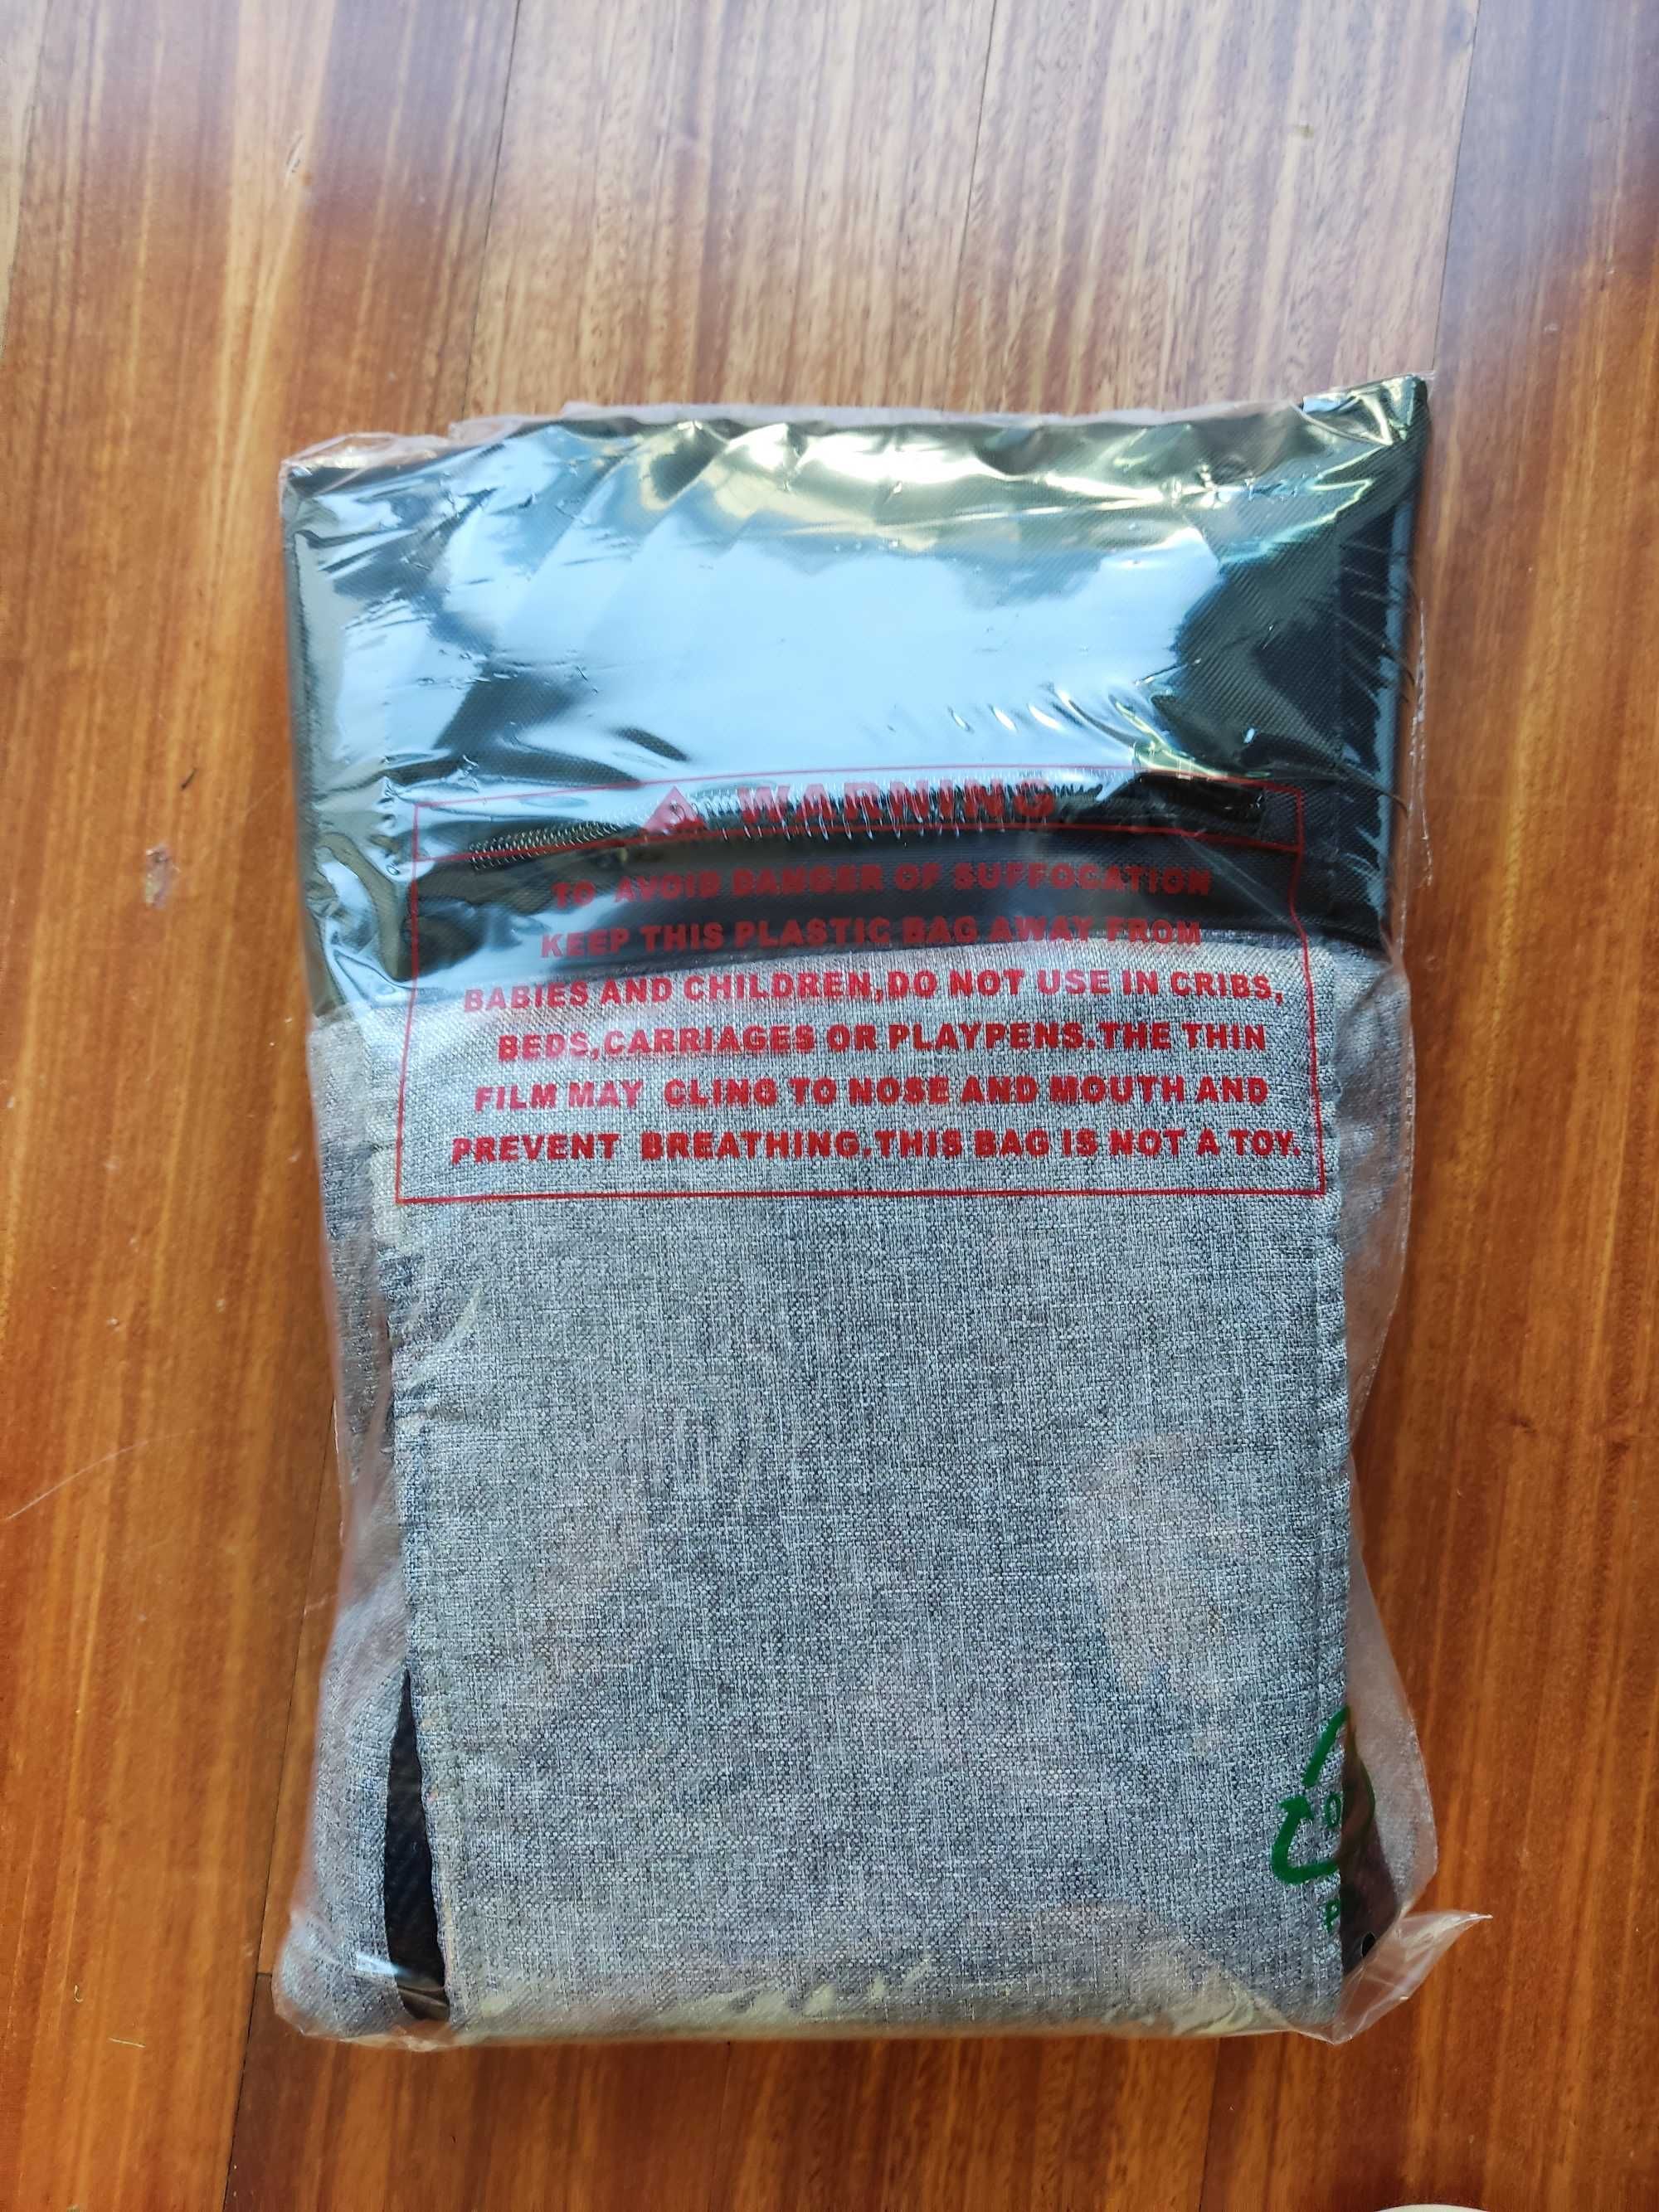 WARNING
TO AVOID DANGER OF SUFFOCATION
KEEP THIS PLASTIC BAG AWAY FROM
BABIES AND CHILDREN,DO NOT USE IN CRIBS,
BEDS,CARRIAGES OR PLAYPENS.THE THIN
FILM MAY CLING TO NOSE AND MOUTH AND
PREVENT BREATHING.THIS BAG IS NOT A TOY.